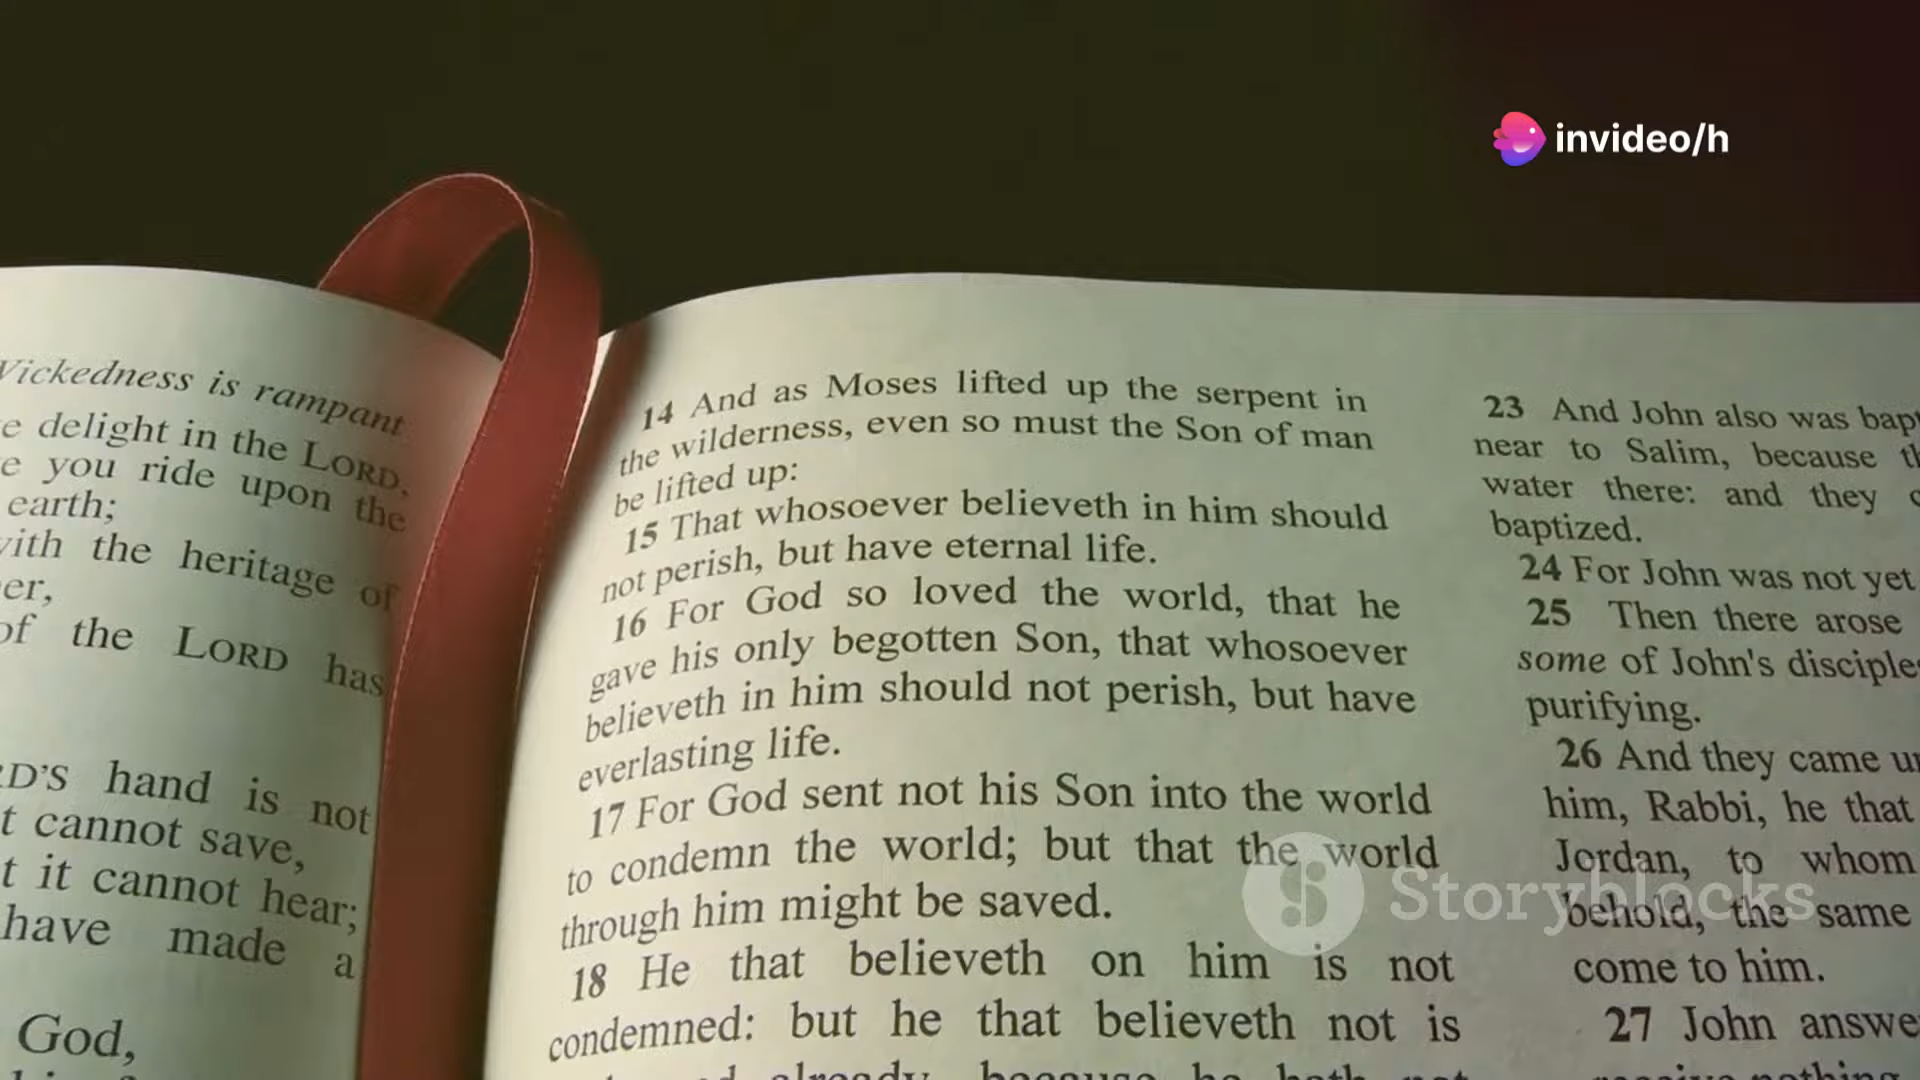 invideo/h
Wickedness is rampant
delight in the LORD,
you ride upon the
earth;
with the heritage of
of the LORD has
hand is not
cannot save,
it cannot hear;
have made a
God,
14 And as Moses lifted up the serpent in
the wilderness, even so must the Son of man
be lifted up:
15 That whosoever believeth in him should
not perish, but have eternal life.
16 For God so loved the world, that he
gave his only begotten Son, that whosoever
believeth in him should not perish, but have
everlasting life.
17 For God sent not his Son into the world
to condemn the world; but that the world
through him might be saved.
18 He that believeth on him is not
condemned: but he that believeth not is
already, because he hath not
23 And John also was
near to Salim, because
water there: and they
baptized.
24 For John was not yet
25 Then there arose
some of John's
purifying.
26 And they came
him, Rabbi, he that
Jordan, to whom
behold, the same
come to him.
27 John
nothing
Storyblocks